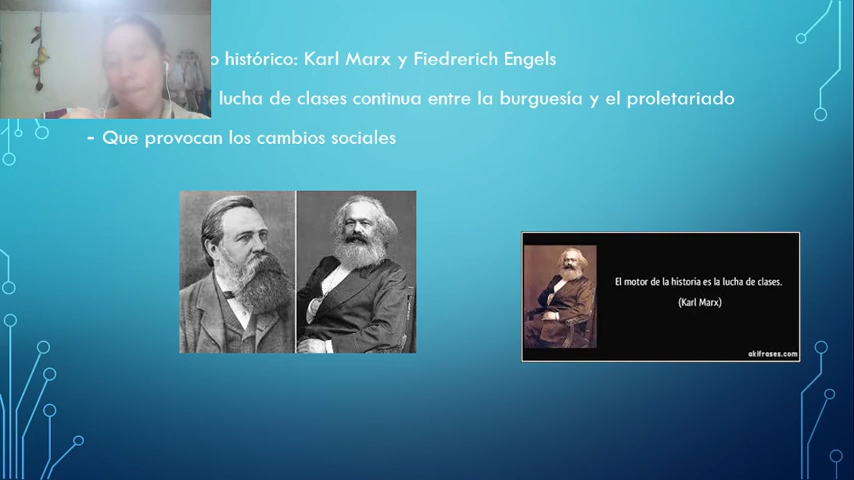 o histórico: Karl Marx y Fiedrerich Engels
lucha de clases continua entre la burguesía y el proletariado
- Que provocan los cambios sociales
El motor de la historia es la lucha de clases.
(Karl Marx)
akifrases.com